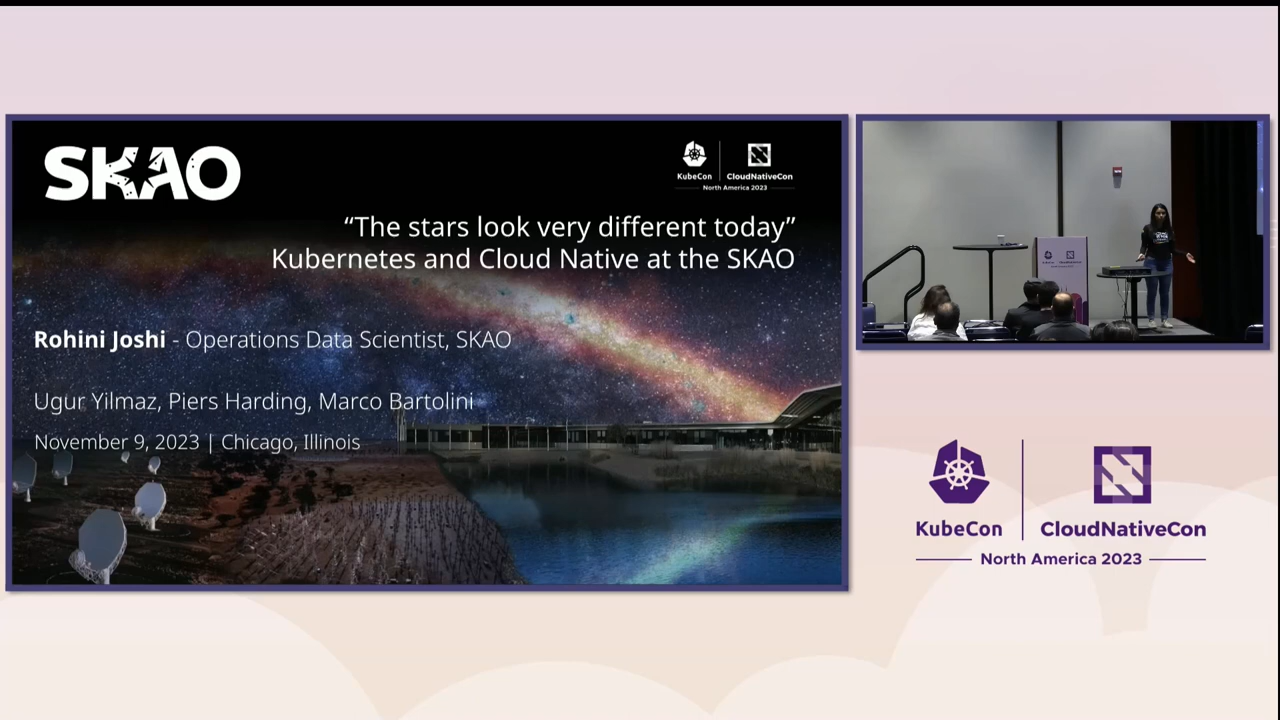 SKAO
KubeCon
CloudNativeCon
North America 2023
“The stars look very different today”
Kubernetes and Cloud Native at the SKAO
Rohini Joshi - Operations Data Scientist, SKAO
Ugur Yilmaz, Piers Harding, Marco Bartolini
November 9, 2023 | Chicago, Illinois
KubeCon
CloudNativeCon
North America 2023